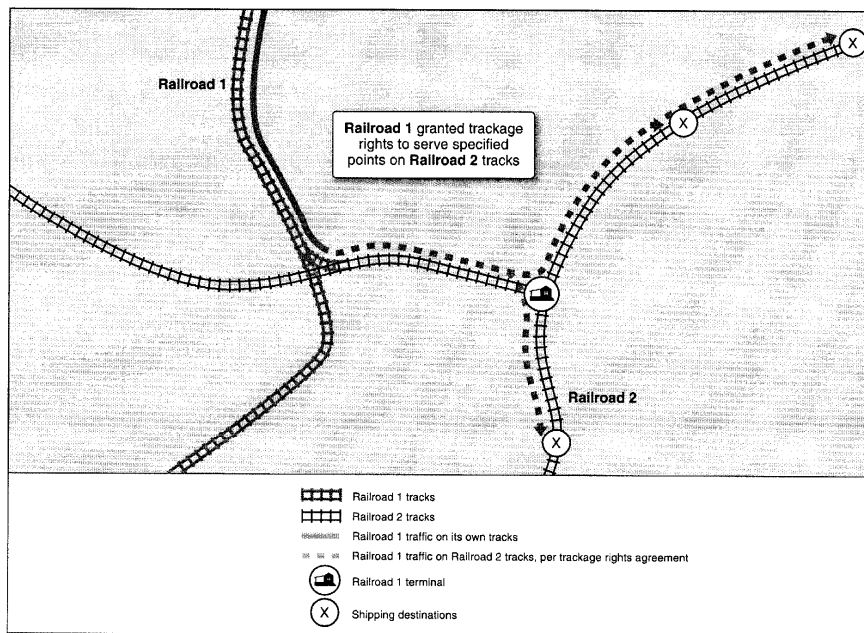 Railroad 1
Railroad 1 granted trackage
rights to serve specified
points on Railroad 2 tracks
X
X
Railroad 2
X
Railroad 1 tracks
Railroad 2 tracks
Railroad 1 traffic on its own tracks
Railroad 1 traffic on Railroad 2 tracks, per trackage rights agreement
Railroad 1 terminal
X
Shipping destinations